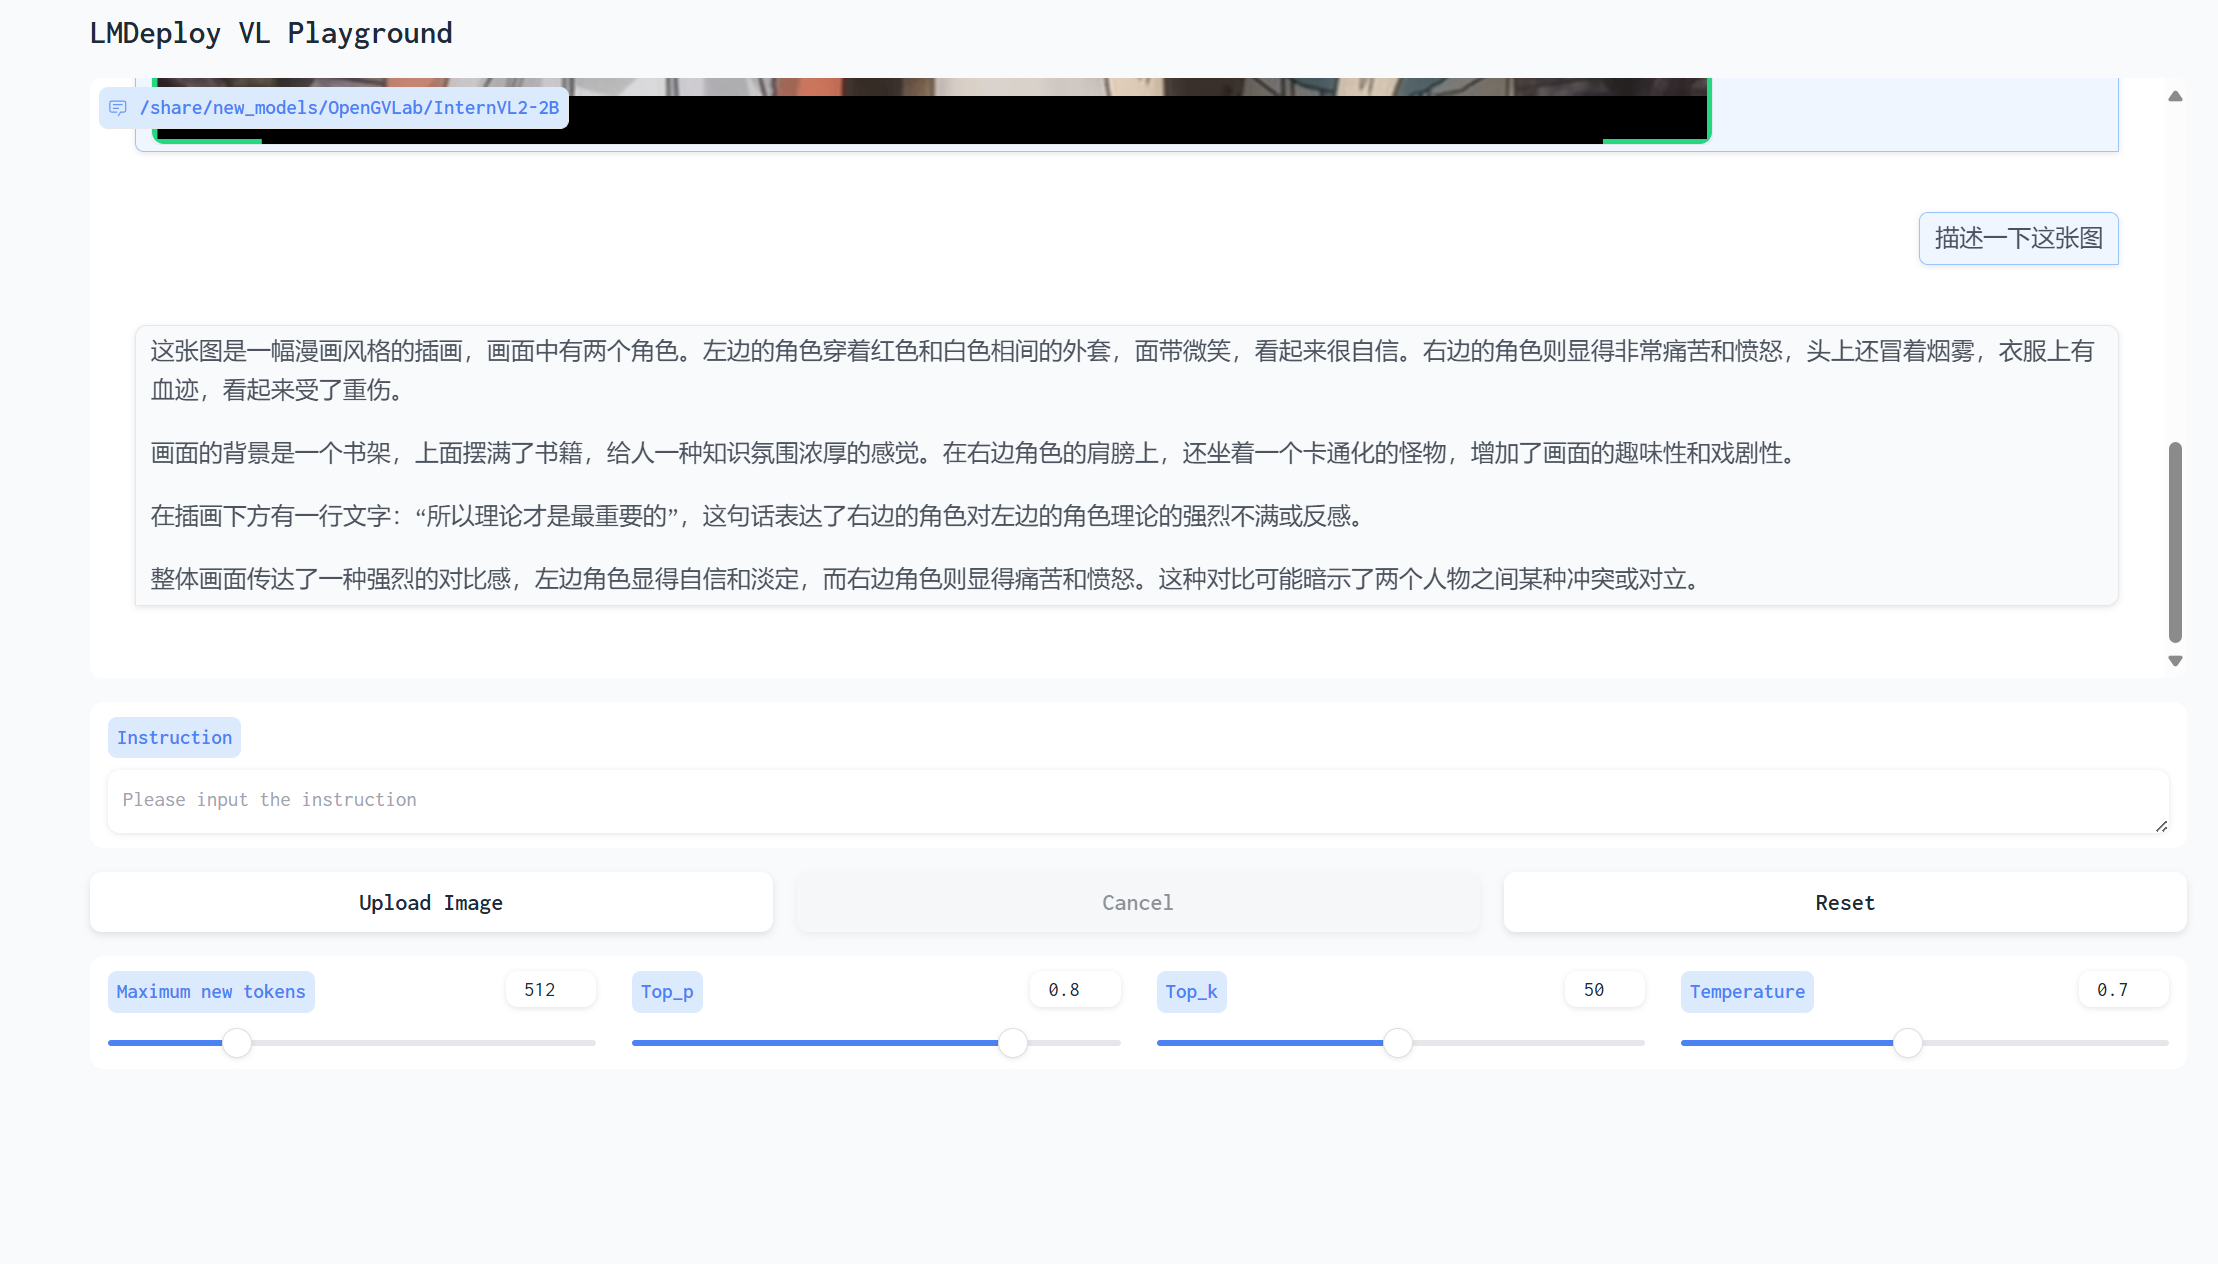 LMDeploy VL Playground
/share/new_models/OpenGVLab/InternVL2-2B
描述一下这张图
这张图是一幅漫画风格的插画，画面中有两个角色。左边的角色穿着红色和白色相间的外套，面带微笑，看起来很自信。右边的角色则显得非常痛苦和愤怒，头上还冒着烟雾，衣服上有
血迹，看起来受了重伤。
画面的背景是一个书架，上面摆满了书籍，给人一种知识氛围浓厚的感觉。在右边角色的肩膀上，还坐着一个卡通化的怪物，增加了画面的趣味性和戏剧性。
在插画下方有一行文字：“所以理论才是最重要的”，这句话表达了右边的角色对左边的角色理论的强烈不满或反感。
整体画面传达了一种强烈的对比感，左边角色显得自信和淡定，而右边角色则显得痛苦和愤怒。这种对比可能暗示了两个人物之间某种冲突或对立。
Instruction
Please input the instruction
Upload Image
Cancel
Reset
Maximum new tokens
512
Top_p
0.8
Top_k
50
Temperature
0.7